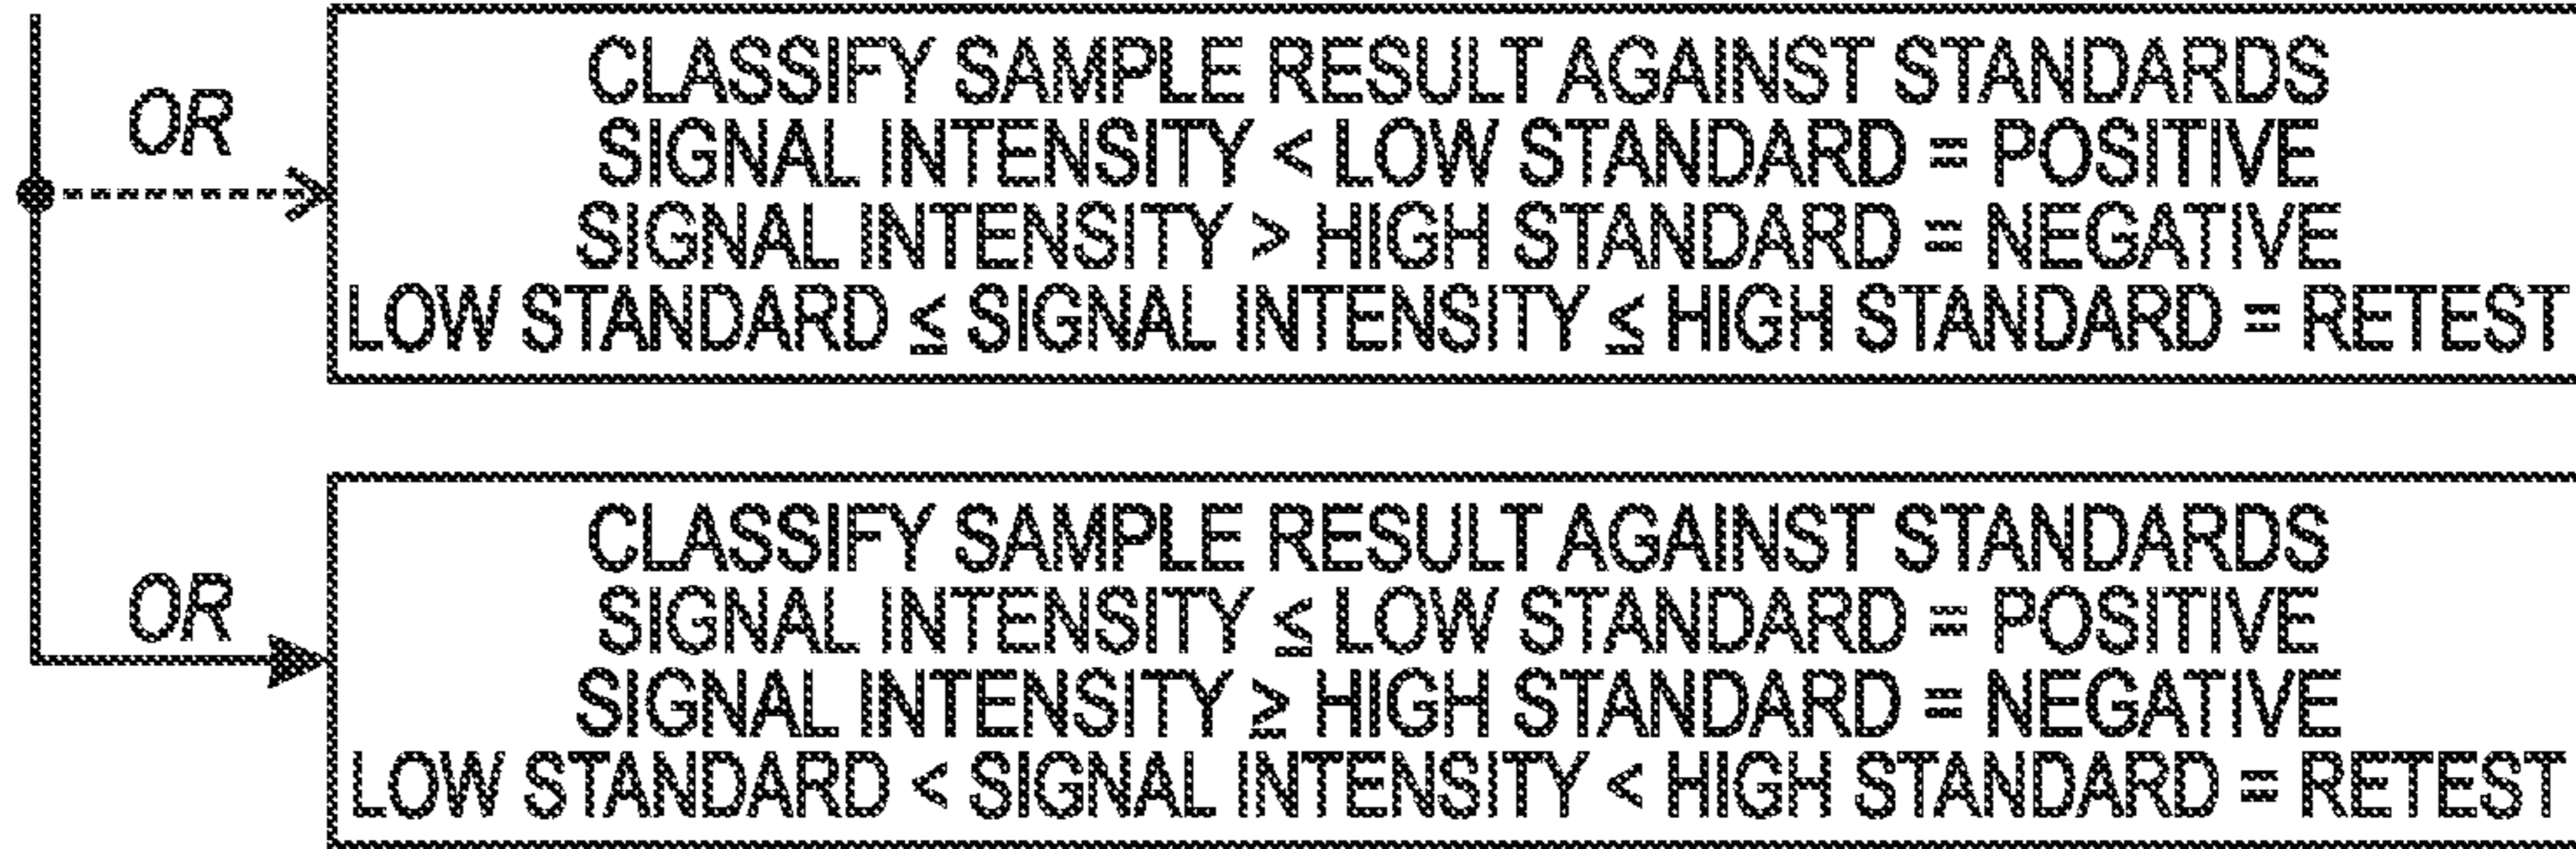 OR
CLASSIFY SAMPLE RESULT AGAINST STANDARDS
SIGNAL INTENSITY < LOW STANDARD = POSITIVE
SIGNAL INTENSITY > HIGH STANDARD = NEGATIVE
LOW STANDARD ≤ SIGNAL INTENSITY ≤ HIGH STANDARD = RETEST
OR
CLASSIFY SAMPLE RESULT AGAINST STANDARDS
SIGNAL INTENSITY ≤ LOW STANDARD = POSITIVE
SIGNAL INTENSITY ≥ HIGH STANDARD = NEGATIVE
LOW STANDARD < SIGNAL INTENSITY < HIGH STANDARD = RETEST